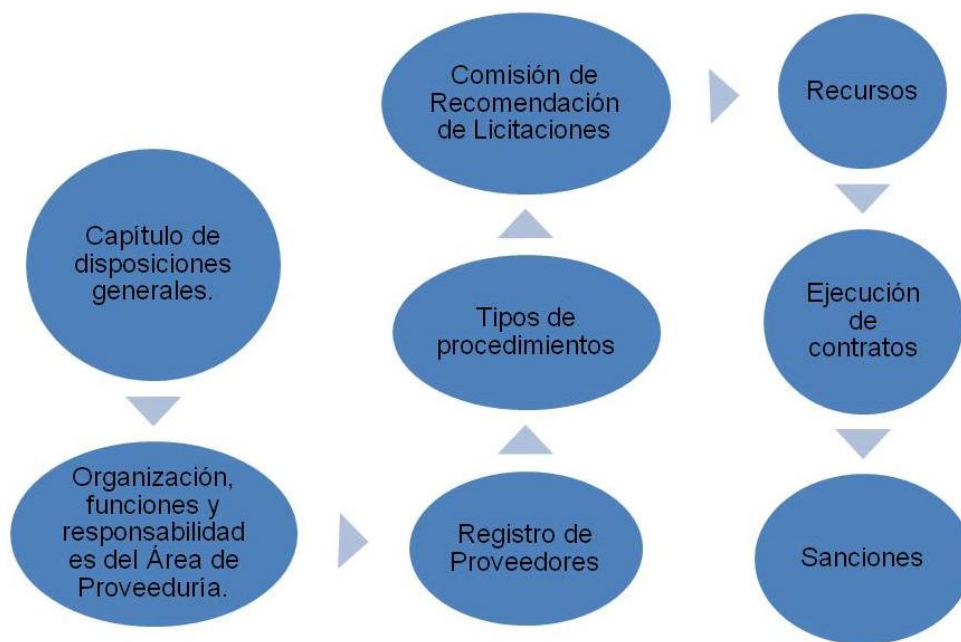 Capítulo de
disposiciones
generales.
Organización,
funciones y
responsabilidad
es del Área de
Proveeduría.
Registro de
Proveedores
Tipos de
procedimientos
Comisión de
Recomendación
de Licitaciones
Recursos
Ejecución
de
contratos
Sanciones